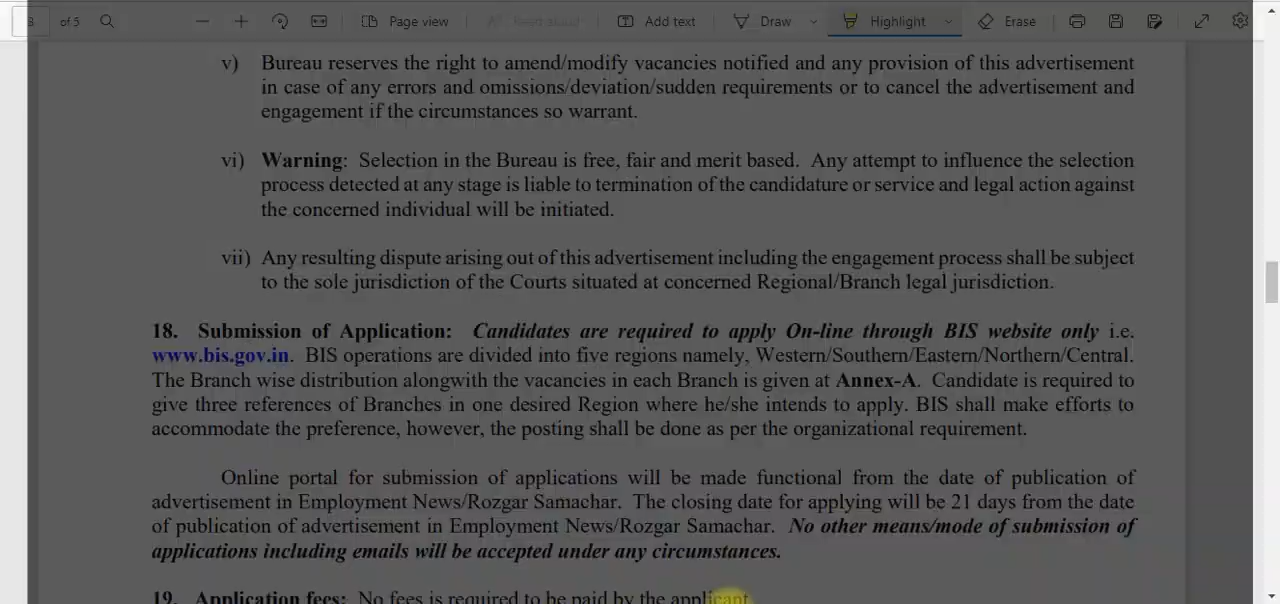 3 of 5 Page view Read aloud Add text Draw Highlight Erase
v) Bureau reserves the right to amend/modify vacancies notified and any provision of this advertisement
in case of any errors and omissions/deviation/sudden requirements or to cancel the advertisement and
engagement if the circumstances so warrant.
vi) Warning: Selection in the Bureau is free, fair and merit based. Any attempt to influence the selection
process detected at any stage is liable to termination of the candidature or service and legal action against
the concerned individual will be initiated.
vii) Any resulting dispute arising out of this advertisement including the engagement process shall be subject
to the sole jurisdiction of the Courts situated at concerned Regional/Branch legal jurisdiction.
18. Submission of Application: Candidates are required to apply On-line through BIS website only i.e.
www.bis.gov.in. BIS operations are divided into five regions namely, Western/Southern/Eastern/Northern/Central.
The Branch wise distribution alongwith the vacancies in each Branch is given at Annex-A. Candidate is required to
give three references of Branches in one desired Region where he/she intends to apply. BIS shall make efforts to
accommodate the preference, however, the posting shall be done as per the organizational requirement.
Online portal for submission of applications will be made functional from the date of publication of
advertisement in Employment News/Rozgar Samachar. The closing date for applying will be 21 days from the date
of publication of advertisement in Employment News/Rozgar Samachar. No other means/mode of submission of
applications including emails will be accepted under any circumstances.
19. Application fees: No fees is required to be paid by the applicant